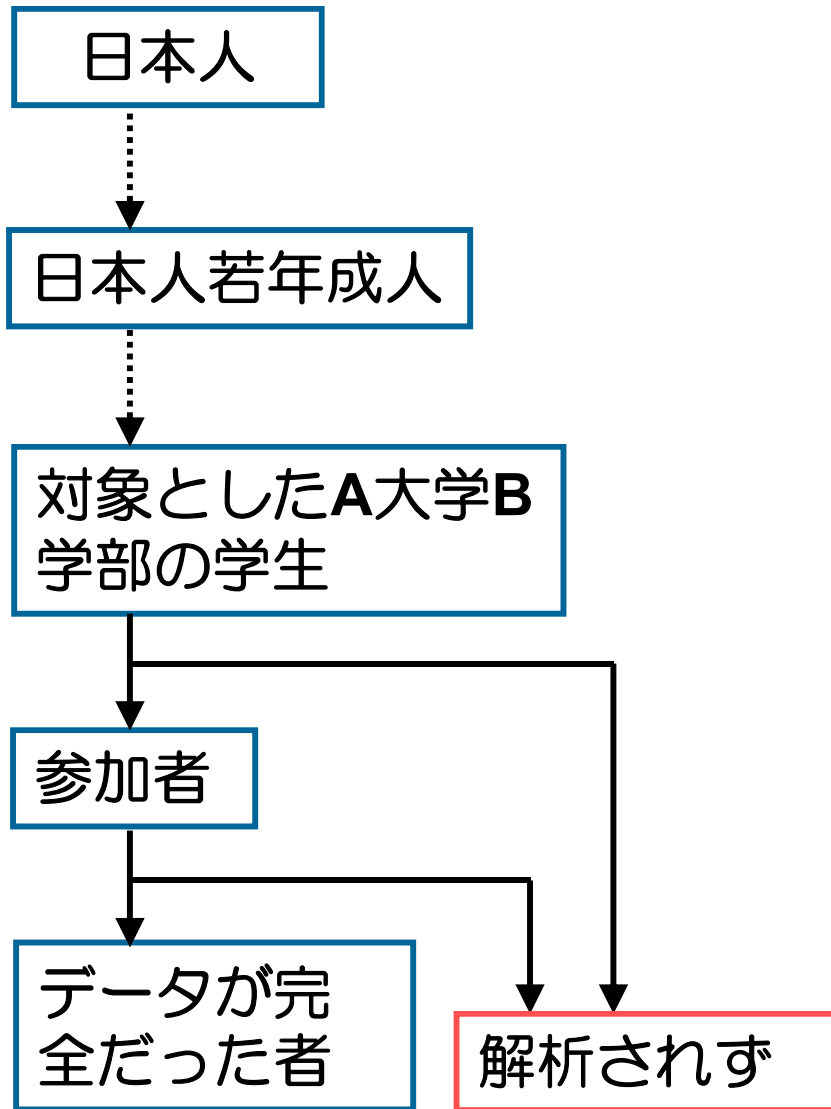 日本人
日本人若年成人
対象としたA大学B
学部の学生
参加者
データが完
全だった者
解析されず